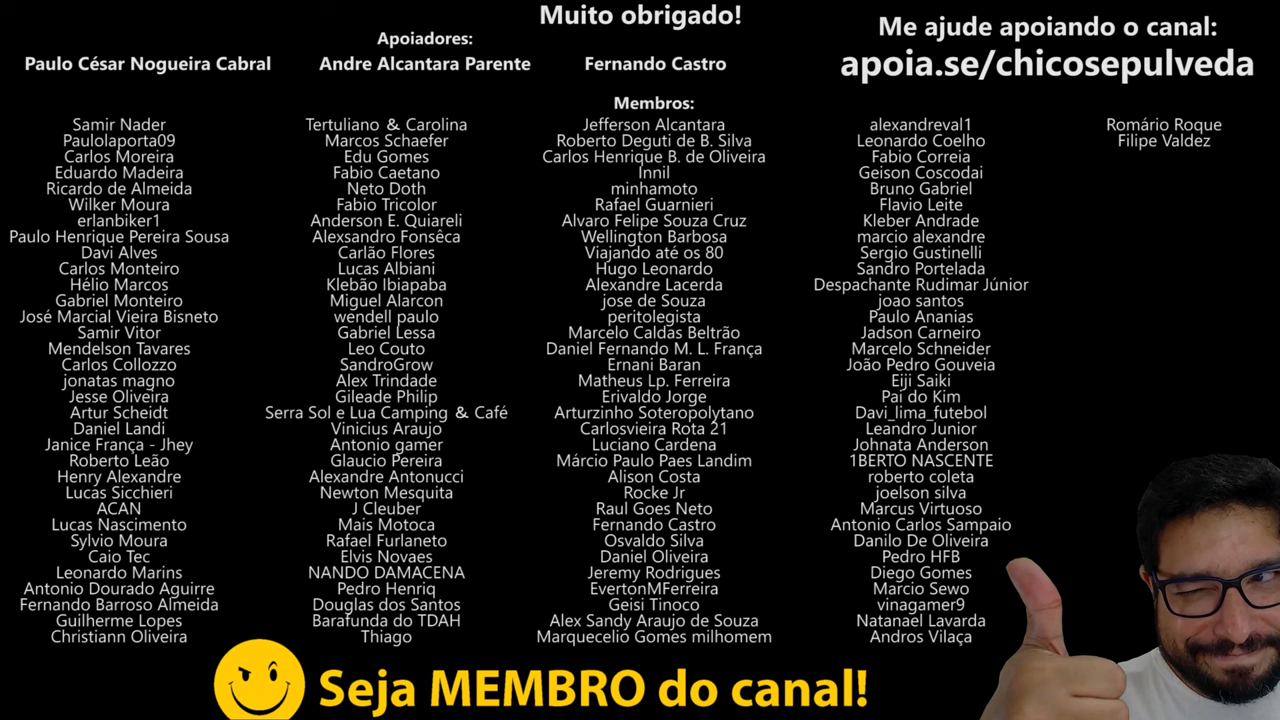 Muito obrigado!
Apoiadores:
Paulo César Nogueira Cabral
Andre Alcantara Parente
Fernando Castro
Me ajude apoiando o canal:
apoia.se/chicosepulveda
Membros:
Samir Nader
Paulolaporta09
Carlos Moreira
Eduardo Madeira
Ricardo de Almeida
Wilker Moura
erlanbiker1
Paulo Henrique Pereira Sousa
Davi Alves
Carlos Monteiro
Hélio Marcos
Gabriel Monteiro
José Marcial Vieira Bisneto
Samir Vitor
Mendelson Tavares
Carlos Collozzo
jonatas magno
Jesse Oliveira
Artur Scheidt
Daniel Landi
Janice França - Jhey
Roberto Leão
Henry Alexandre
Lucas Sicchieri
ACAN
Lucas Nascimento
Sylvio Moura
Caio Tec
Leonardo Marins
Antonio Dourado Aguirre
Fernando Barroso Almeida
Guilherme Lopes
Christiann Oliveira
Tertuliano & Carolina
Marcos Schaefer
Edu Gomes
Fabio Caetano
Neto Doth
Fabio Tricolor
Anderson E. Quiareli
Alexsandro Fonsêca
Carlão Flores
Lucas Albiani
Klebão Ibiapaba
Miguel Alarcon
wendell paulo
Gabriel Lessa
Leo Couto
SandroGrow
Alex Trindade
Gileade Philip
Serra Sol e Lua Camping & Café
Vinicius Araujo
Antonio gamer
Glaucio Pereira
Alexandre Antonucci
Newton Mesquita
J Cleuber
Mais Motoca
Rafael Furlaneto
Elvis Novaes
NANDO DAMACENA
Pedro Henriq
Douglas dos Santos
Barafunda do TDAH
Thiago
Jefferson Alcantara
Roberto Deguti de B. Silva
Carlos Henrique B. de Oliveira
Innil
minhamoto
Rafael Guarnieri
Alvaro Felipe Souza Cruz
Wellington Barbosa
Viajando até os 80
Hugo Leonardo
Alexandre Lacerda
jose de Souza
peritolegista
Marcelo Caldas Beltrão
Daniel Fernando M. L. França
Ernani Baran
Matheus Lp. Ferreira
Erivaldo Jorge
Arturzinho Soteropolytano
Carlosvieira Rota 21
Luciano Cardena
Márcio Paulo Paes Landim
Alison Costa
Rocke Jr
Raul Goes Neto
Fernando Castro
Osvaldo Silva
Daniel Oliveira
Jeremy Rodrigues
EvertonMFerreira
Geisi Tinoco
Alex Sandy Araujo de Souza
Marquecelio Gomes milhomem
alexandreval1
Leonardo Coelho
Fabio Correia
Geison Coscodai
Bruno Gabriel
Flavio Leite
Kleber Andrade
marcio alexandre
Sergio Gustinelli
Sandro Portelada
Despachante Rudimar Júnior
joao santos
Paulo Ananias
Jadson Carneiro
Marcelo Schneider
João Pedro Gouveia
Eiji Saiki
Pai do Kim
Davi_lima_futebol
Leandro Junior
Johnata Anderson
1BERTO NASCENTE
roberto coleta
joelson silva
Marcus Virtuoso
Antonio Carlos Sampaio
Danilo De Oliveira
Pedro HFB
Diego Gomes
Marcio Sewo
vinagamer9
Natanael Lavarda
Andros Vilaça
Romário Roque
Filipe Valdez
Seja MEMBRO do canal!